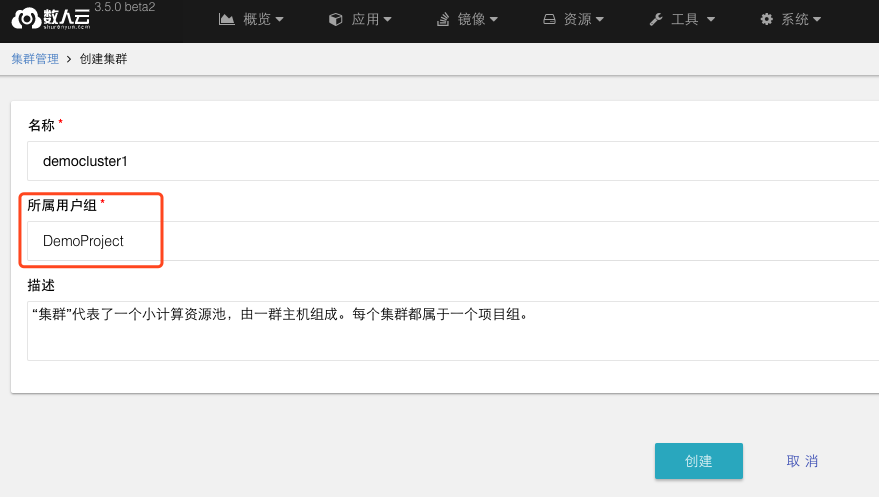 数人云 3.5.0 beta2
shurenyun.com
概览 应用 镜像 资源 工具 系统
集群管理 > 创建集群
名称 *
democluster1
所属用户组 *
DemoProject
描述
“集群”代表了一个小计算资源池，由一群主机组成。每个集群都属于一个项目组。
创建 取 消